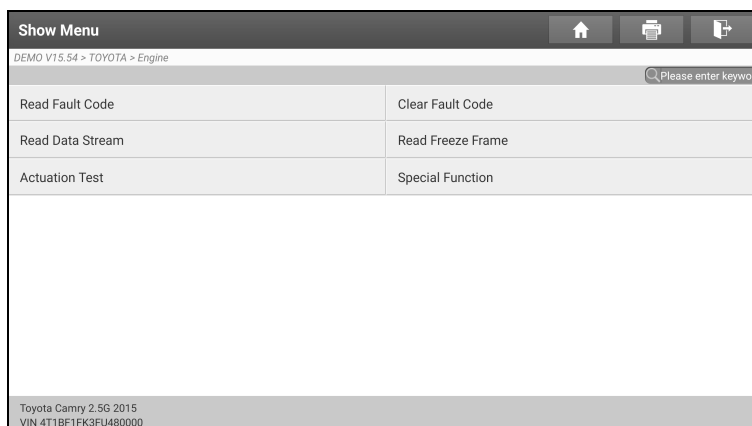 Show Menu
DEMO V15.54 > TOYOTA > Engine
Please enter keywo
Read Fault Code
Clear Fault Code
Read Data Stream
Read Freeze Frame
Actuation Test
Special Function
Toyota Camry 2.5G 2015
VIN 4T1BF1FK3FU480000